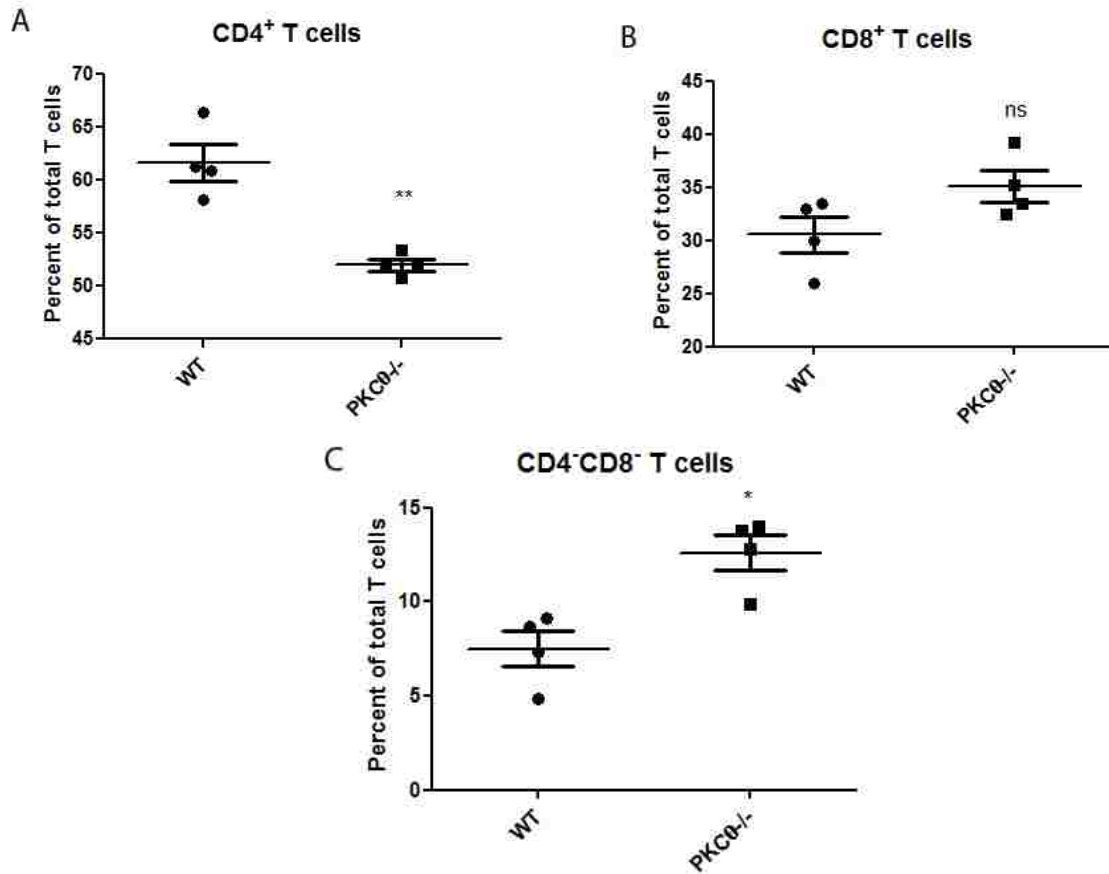 A
CD4⁺ T cells
Percent of total T cells
70
65
60
55
50
45
**
WT
PKCθ-/-
B
CD8⁺ T cells
Percent of total T cells
45
40
35
30
25
20
ns
WT
PKCθ-/-
C
CD4⁻CD8⁻ T cells
Percent of total T cells
15
10
5
0
*
WT
PKCθ-/-